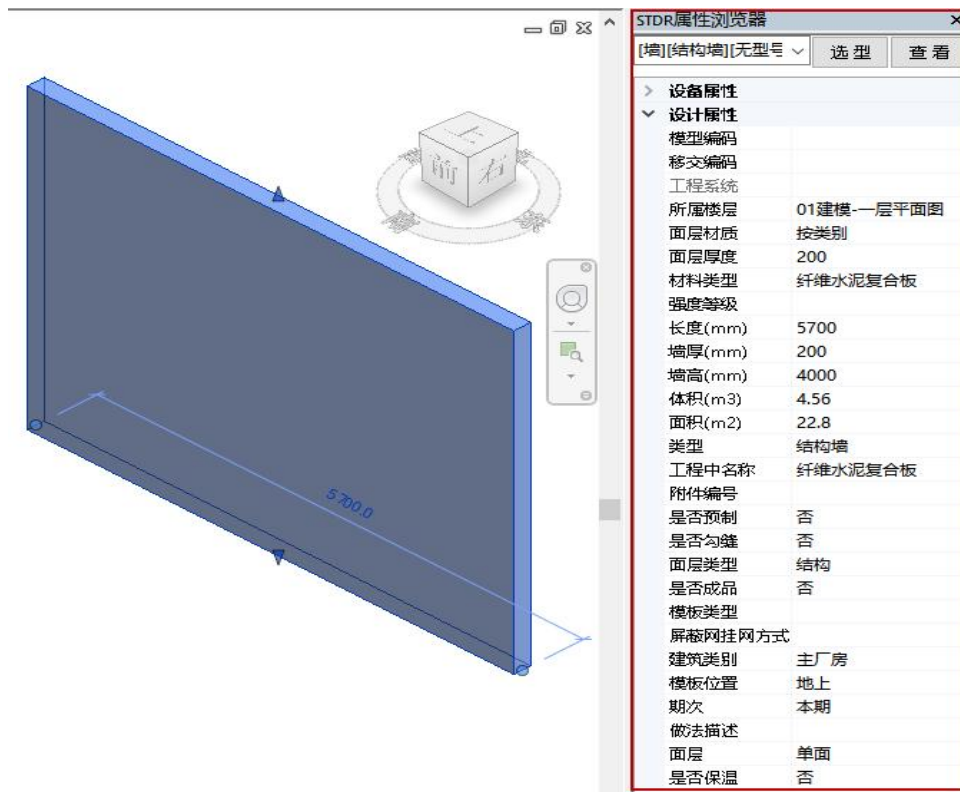 STDR属性浏览器
[墙][结构墙][无型号
选型
查看
设备属性
设计属性
模型编码
移交编码
工程系统
所属楼层 01建模-一层平面图
面层材质 按类别
面层厚度 200
材料类型 纤维水泥复合板
强度等级
长度(mm) 5700
墙厚(mm) 200
墙高(mm) 4000
体积(m3) 4.56
面积(m2) 22.8
类型 结构墙
工程中名称 纤维水泥复合板
附件编号
是否预制 否
是否勾缝 否
面层类型 结构
是否成品 否
模板类型
屏蔽网挂网方式
建筑类别 主厂房
模板位置 地上
期次 本期
做法描述
面层 单面
是否保温 否
上
前
右
5700.0